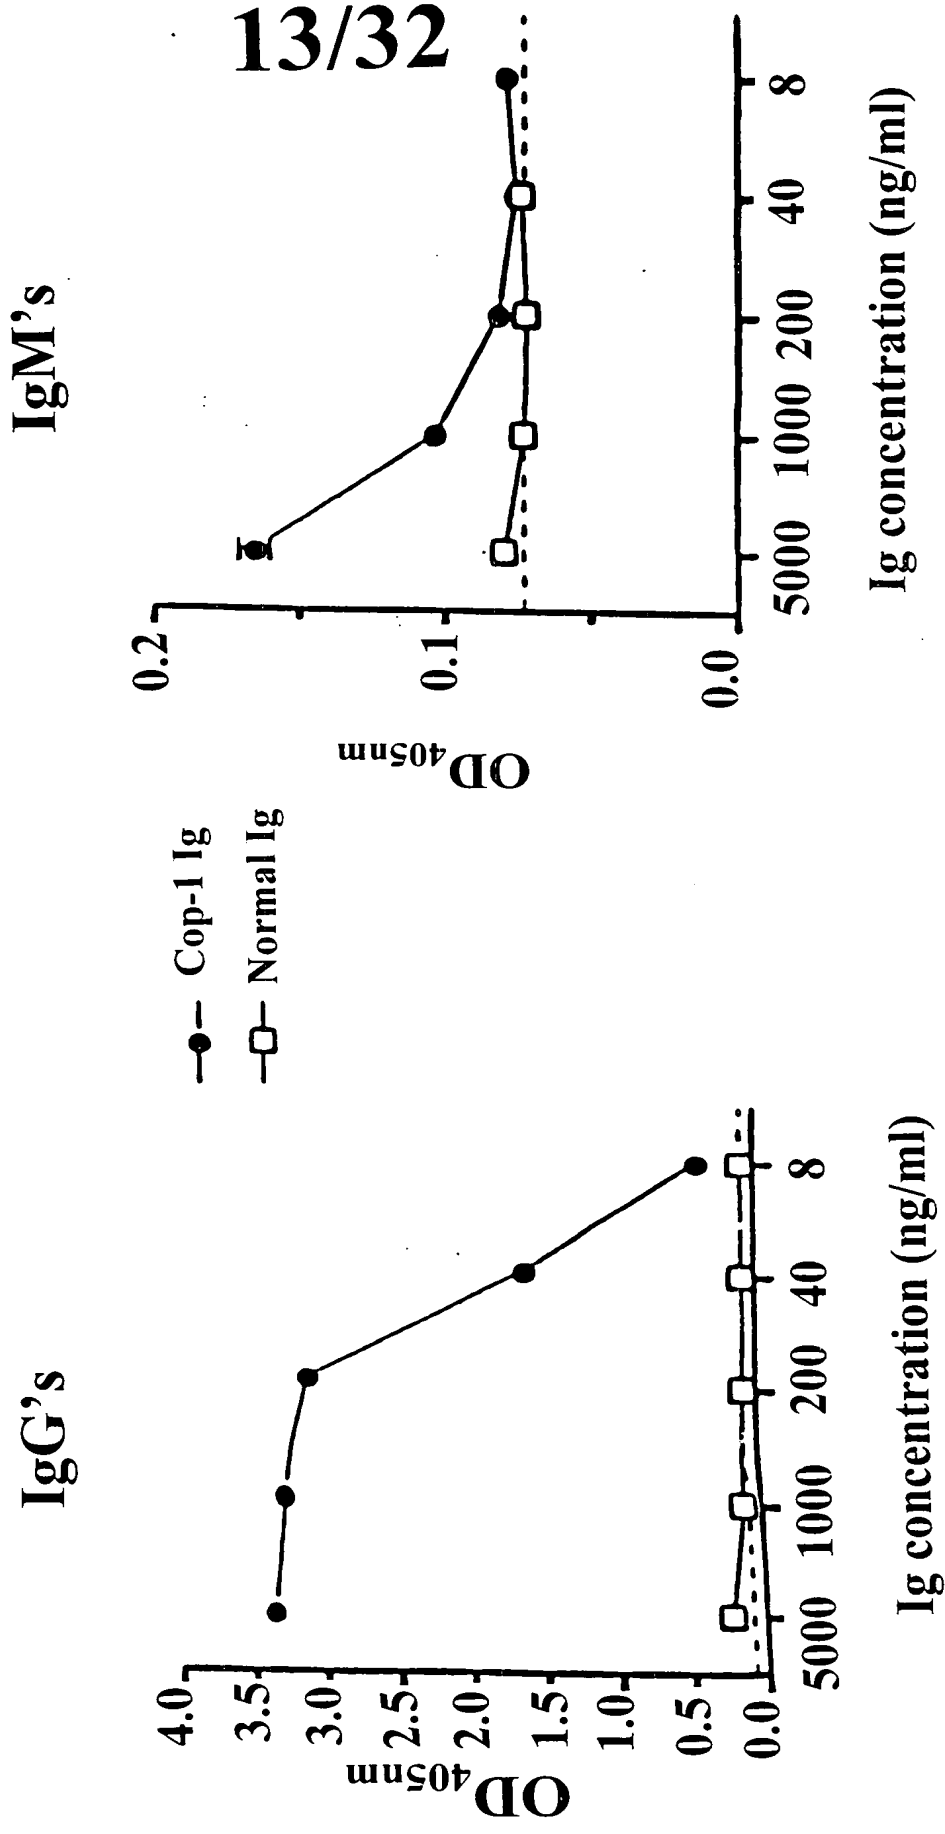 13/32
IgG's
OD405nm
4.0
3.5
3.0
2.5
2.0
1.5
1.0
0.5
0.0
5000 1000 200 40 8
Ig concentration (ng/ml)
Cop-1 Ig
Normal Ig
IgM's
OD405nm
0.2
0.1
0.0
5000 1000 200 40 8
Ig concentration (ng/ml)